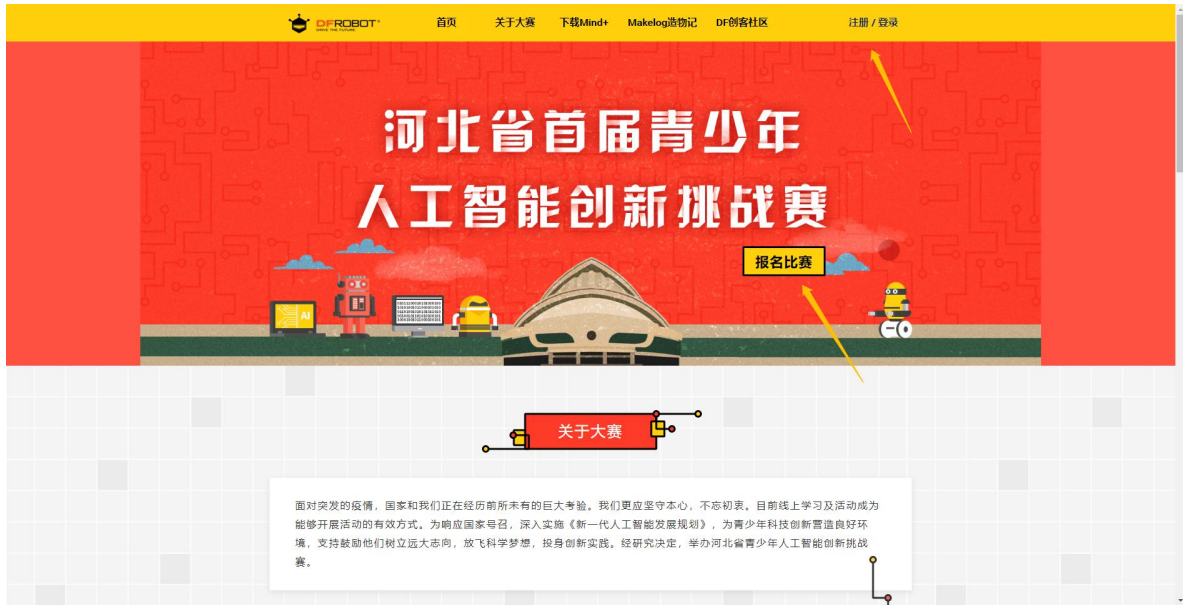 DFROBOT
DRIVE THE FUTURE
首页 关于大赛 下载Mind+ Makelog造物记 DF创客社区 注册 / 登录
河北省首届青少年
人工智能创新挑战赛
报名比赛
AI
关于大赛
面对突发的疫情，国家和我们正在经历前所未有的巨大考验。我们更应坚守本心，不忘初衷。目前线上学习及活动成为
能够开展活动的有效方式。为响应国家号召，深入实施《新一代人工智能发展规划》，为青少年科技创新营造良好环
境，支持鼓励他们树立远大志向，放飞科学梦想，投身创新实践。经研究决定，举办河北省青少年人工智能创新挑战
赛。